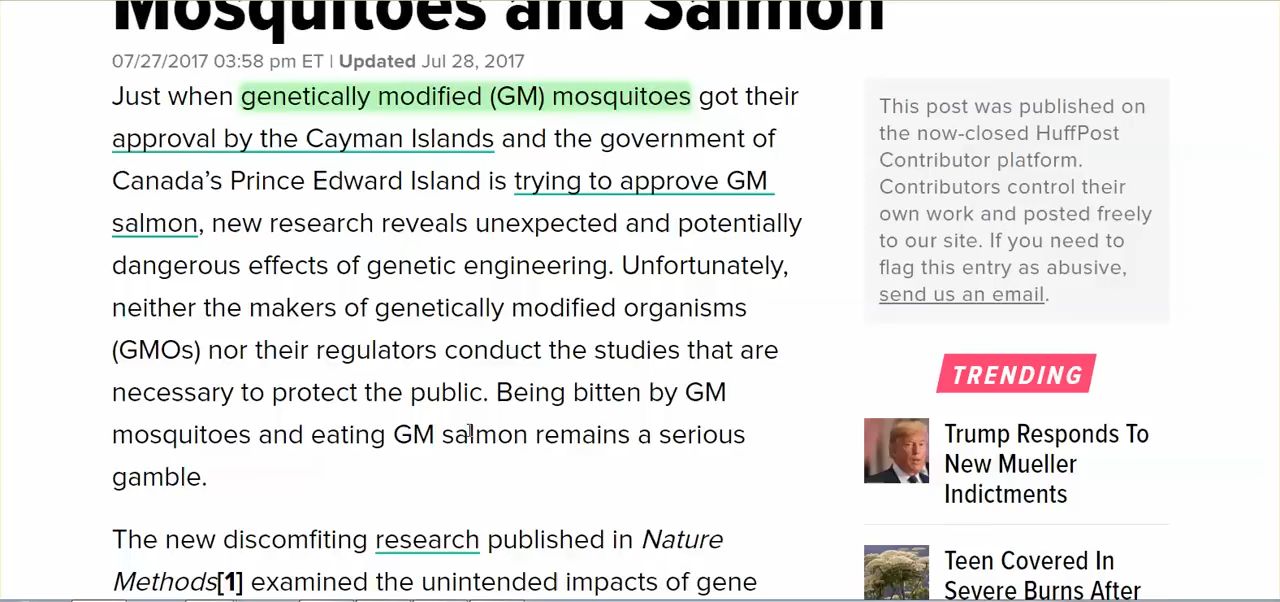 Mosquitoes and Salmon
07/27/2017 03:58 pm ET | Updated Jul 28, 2017
Just when genetically modified (GM) mosquitoes got their
approval by the Cayman Islands and the government of
Canada’s Prince Edward Island is trying to approve GM
salmon, new research reveals unexpected and potentially
dangerous effects of genetic engineering. Unfortunately,
neither the makers of genetically modified organisms
(GMOs) nor their regulators conduct the studies that are
necessary to protect the public. Being bitten by GM
mosquitoes and eating GM salmon remains a serious
gamble.
The new discomfiting research published in Nature
Methods[1] examined the unintended impacts of gene
This post was published on
the now-closed HuffPost
Contributor platform.
Contributors control their
own work and posted freely
to our site. If you need to
flag this entry as abusive,
send us an email.
TRENDING
Trump Responds To
New Mueller
Indictments
Teen Covered In
Severe Burns After